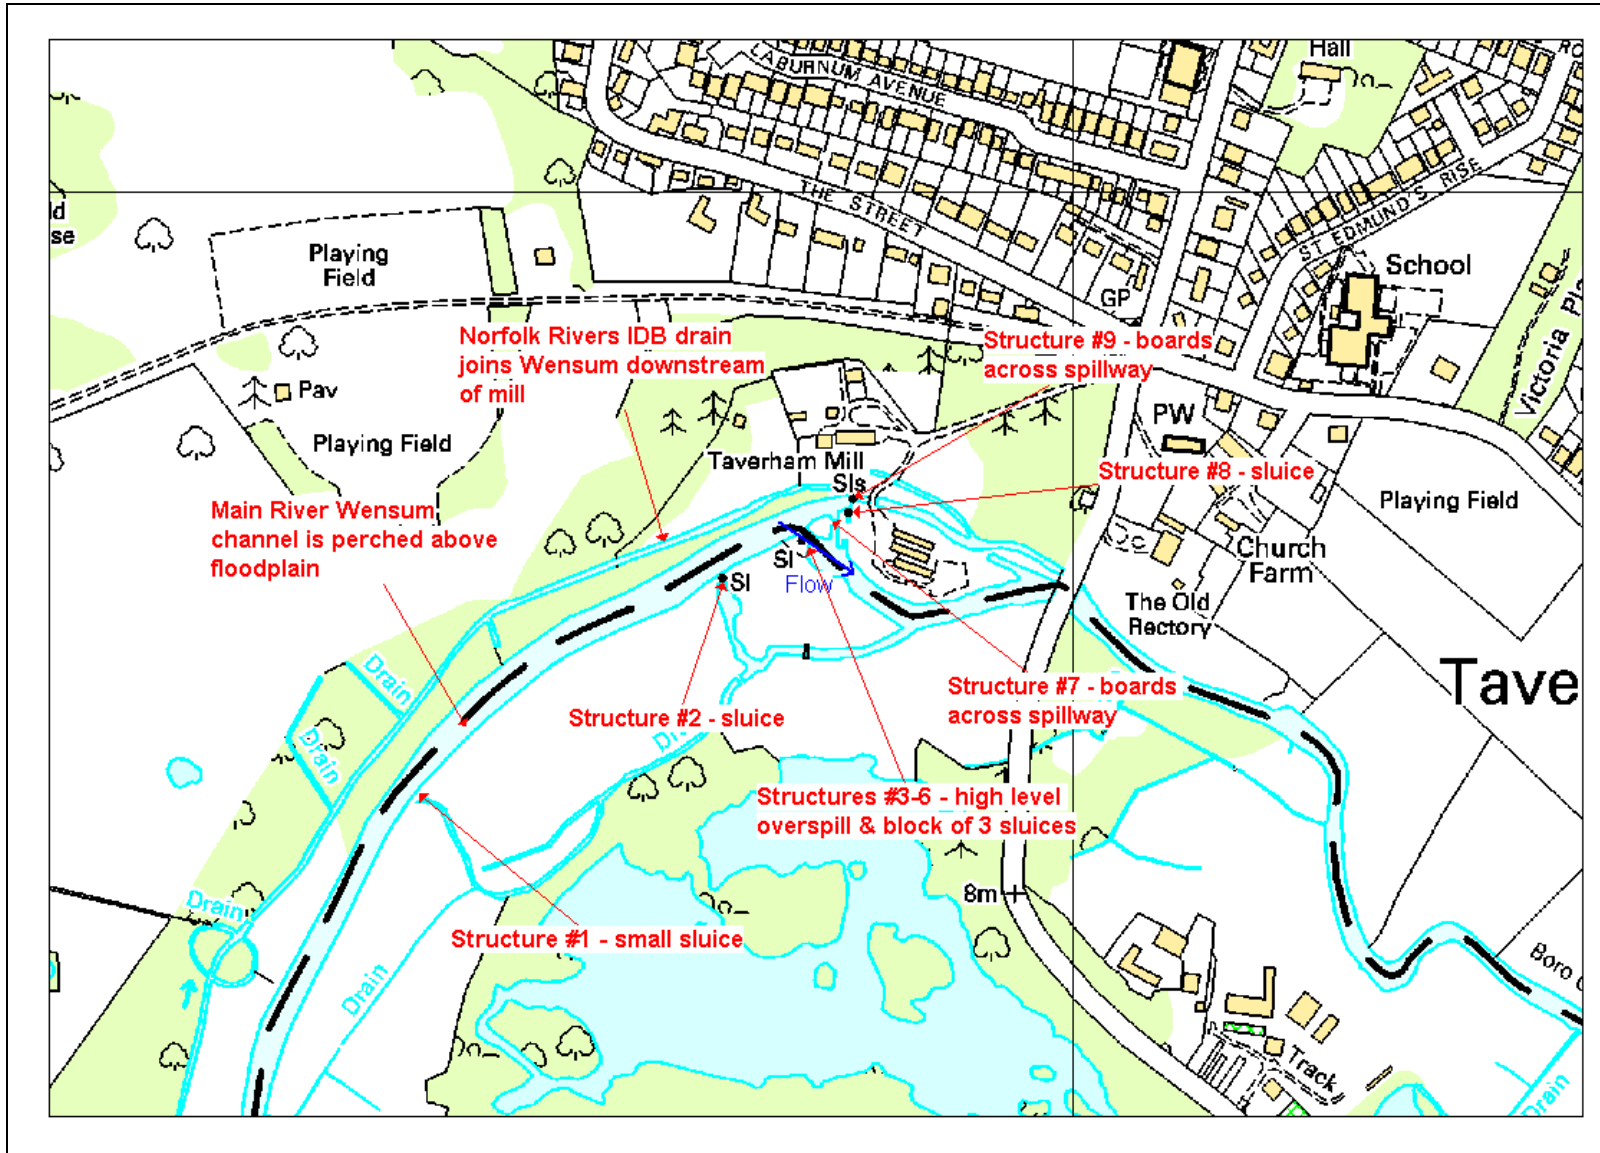 Hall
RO
LABURNUM AVENUE
THE STREET
ST EDMUND'S RISE
ld
se
Playing
Field
School
GP
Victoria
Norfolk Rivers IDB drain
joins Wensum downstream
of mill
Structure #9 - boards
across spillway
Pav
Playing Field
PW
Taverham Mill
Sls
Structure #8 - sluice
Playing Field
Main River Wensum
channel is perched above
floodplain
Sl
Flow
Sl
Church
Farm
The Old
Rectory
Drain
Drain
Structure #7 - boards
across spillway
Structure #2 - sluice
Tave
Structures #3-6 - high level
overspill & block of 3 sluices
8m
Drain
Structure #1 - small sluice
Drain
Boro
Track
Drain